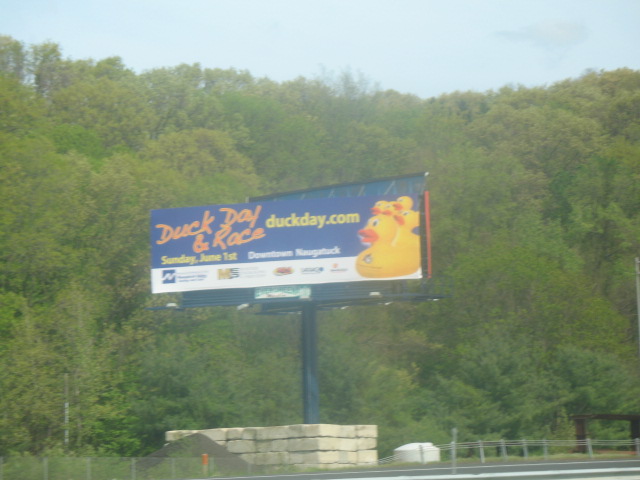 Duck Day
& Race
duckday.com
Sunday, June 1st
Downtown Naugatuck